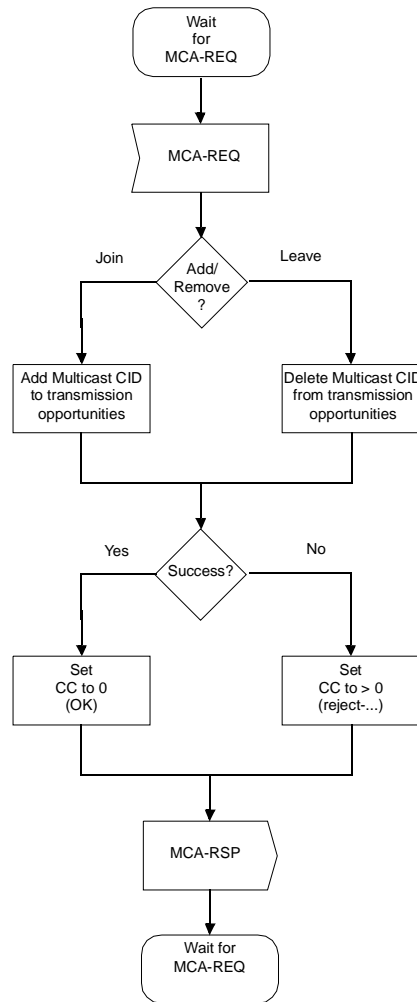 Wait
for
MCA-REQ
MCA-REQ
Join
Add/
Remove
?
Leave
Add Multicast CID
to transmission
opportunities
Delete Multicast CID
from transmission
opportunities
Yes
Success?
No
Set
CC to 0
(OK)
Set
CC to > 0
(reject-...)
MCA-RSP
Wait for
MCA-REQ